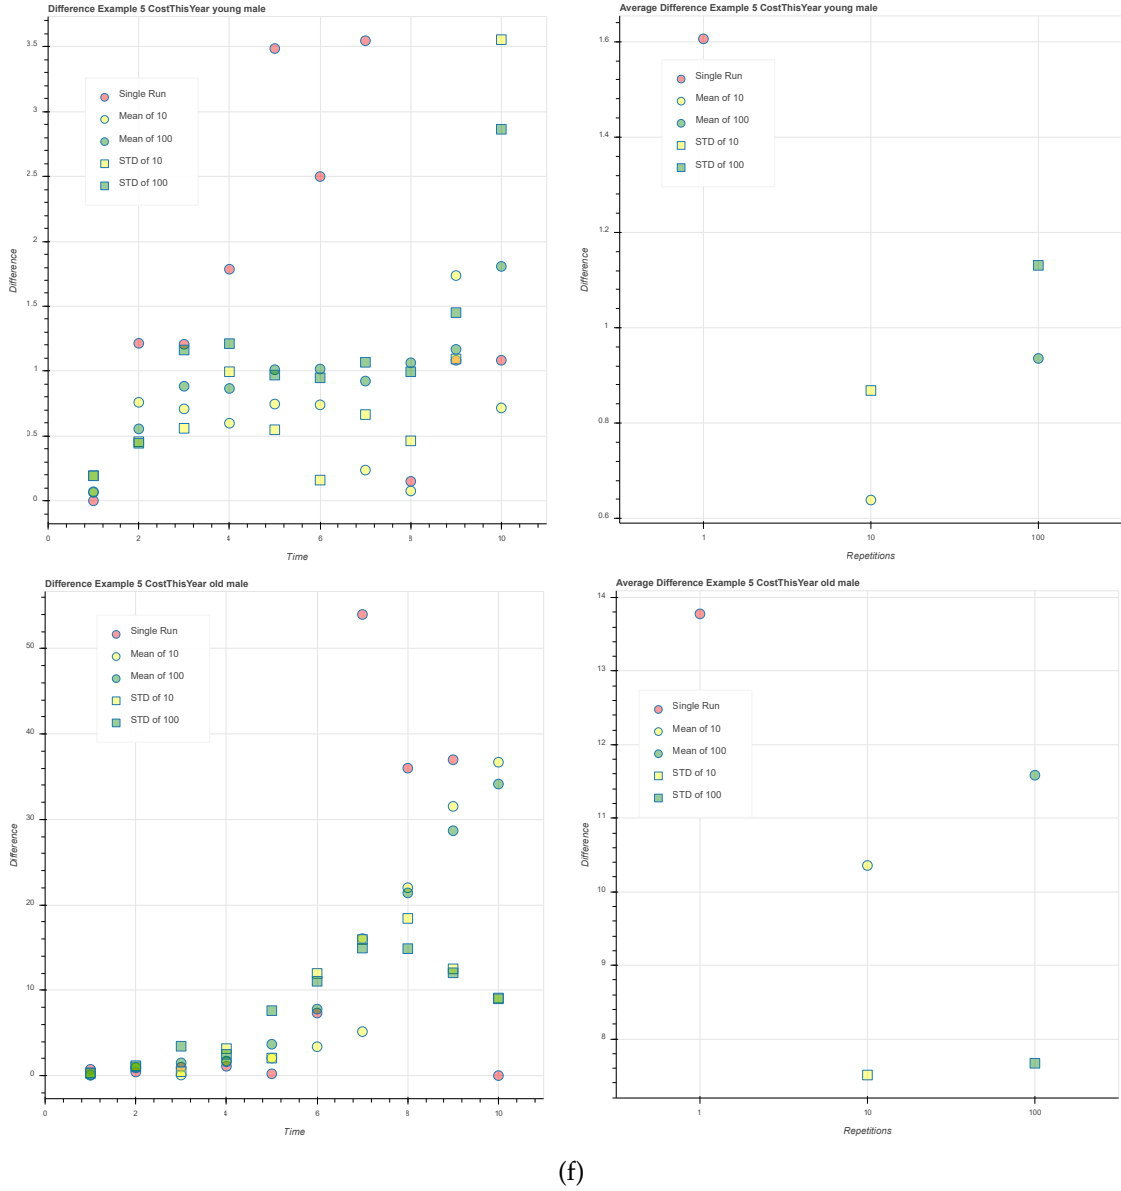 Difference Example 5 CostThisYear young male
3.5
3
2.5
2
1.5
1
0.5
0
Difference
Single Run
Mean of 10
Mean of 100
STD of 10
STD of 100
0
2
4
6
8
10
Time
Average Difference Example 5 CostThisYear young male
1.6
1.4
1.2
1
0.8
0.6
Difference
Single Run
Mean of 10
Mean of 100
STD of 10
STD of 100
1
10
100
Repetitions
Difference Example 5 CostThisYear old male
50
40
30
20
10
0
Difference
Single Run
Mean of 10
Mean of 100
STD of 10
STD of 100
0
2
4
6
8
10
Time
Average Difference Example 5 CostThisYear old male
14
13
12
11
10
9
8
Difference
Single Run
Mean of 10
Mean of 100
STD of 10
STD of 100
1
10
100
Repetitions
(f)